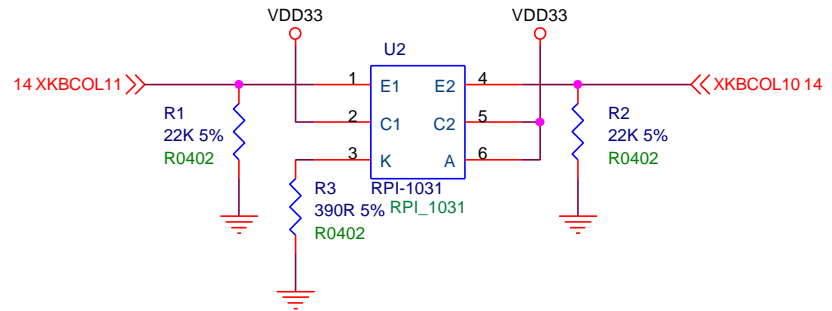 VDD33
VDD33
U2
14 XKBCOL11
1
E1
E2
4
XKBCOL10 14
R1
22K 5%
R0402
2
C1
C2
5
R2
22K 5%
R0402
3
K
A
6
R3
390R 5%
R0402
RPI-1031
RPI_1031